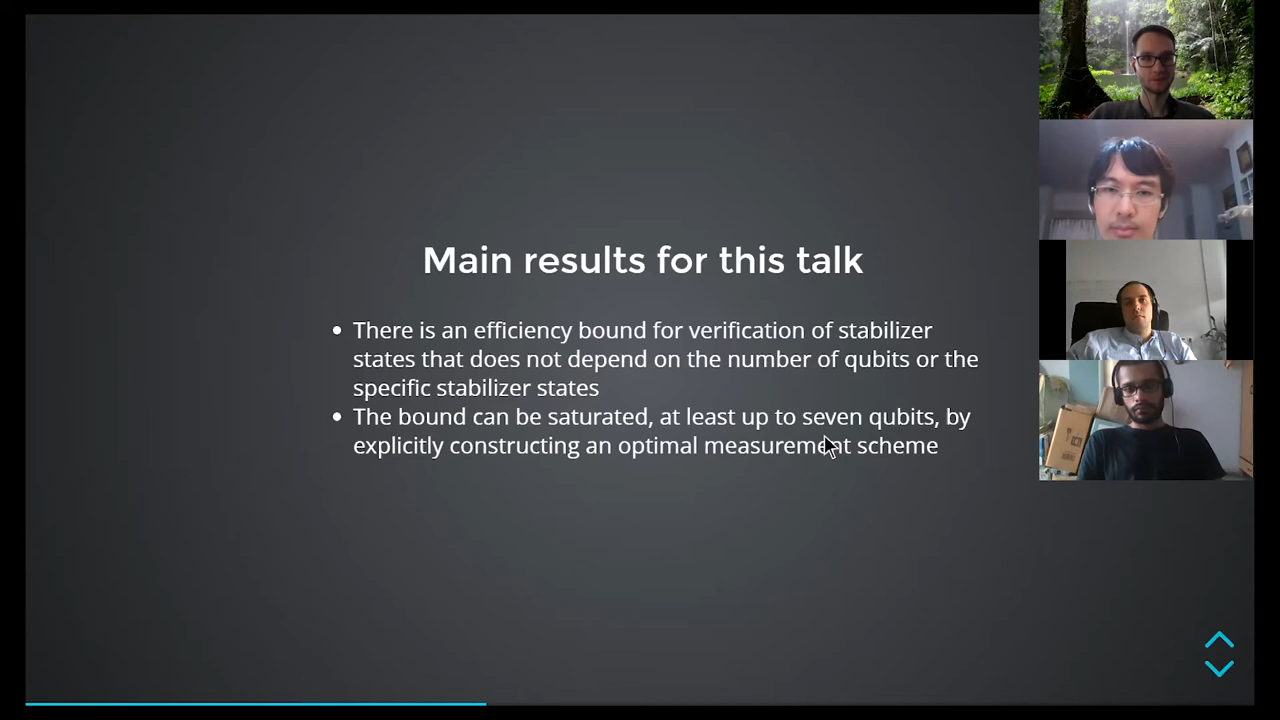 Main results for this talk
There is an efficiency bound for verification of stabilizer
states that does not depend on the number of qubits or the
specific stabilizer states
The bound can be saturated, at least up to seven qubits, by
explicitly constructing an optimal measurement scheme